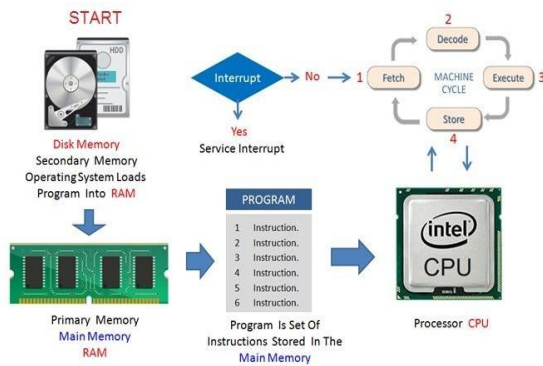 START
HDD
Disk Memory
Secondary Memory
Operating System Loads
Program Into RAM
Interrupt
No
Yes
Service Interrupt
1
Fetch
2
Decode
Execute
3
MACHINE
CYCLE
Store
4
Primary Memory
Main Memory
RAM
PROGRAM
1 Instruction.
2 Instruction.
3 Instruction.
4 Instruction.
5 Instruction.
6 Instruction.
Program Is Set Of
Instructions Stored In The
Main Memory
intel
CPU
Processor CPU